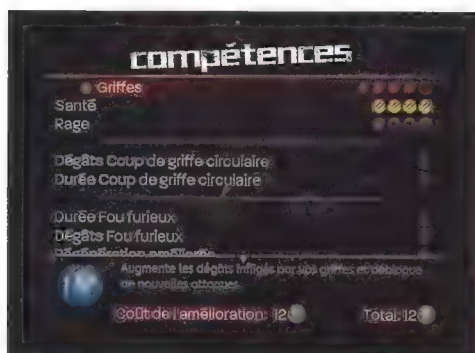 compétences
Griffes
Santé
Rage
Dégâts Coup de griffe circulaire
Durée Coup de griffe circulaire
Durée Fou furieux
Dégâts Fou furieux
Régénération améliorée
Augmente les dégâts infligés par vos griffes et débloque
de nouvelles attaques.
Coût de l'amélioration: 12
Total: 12